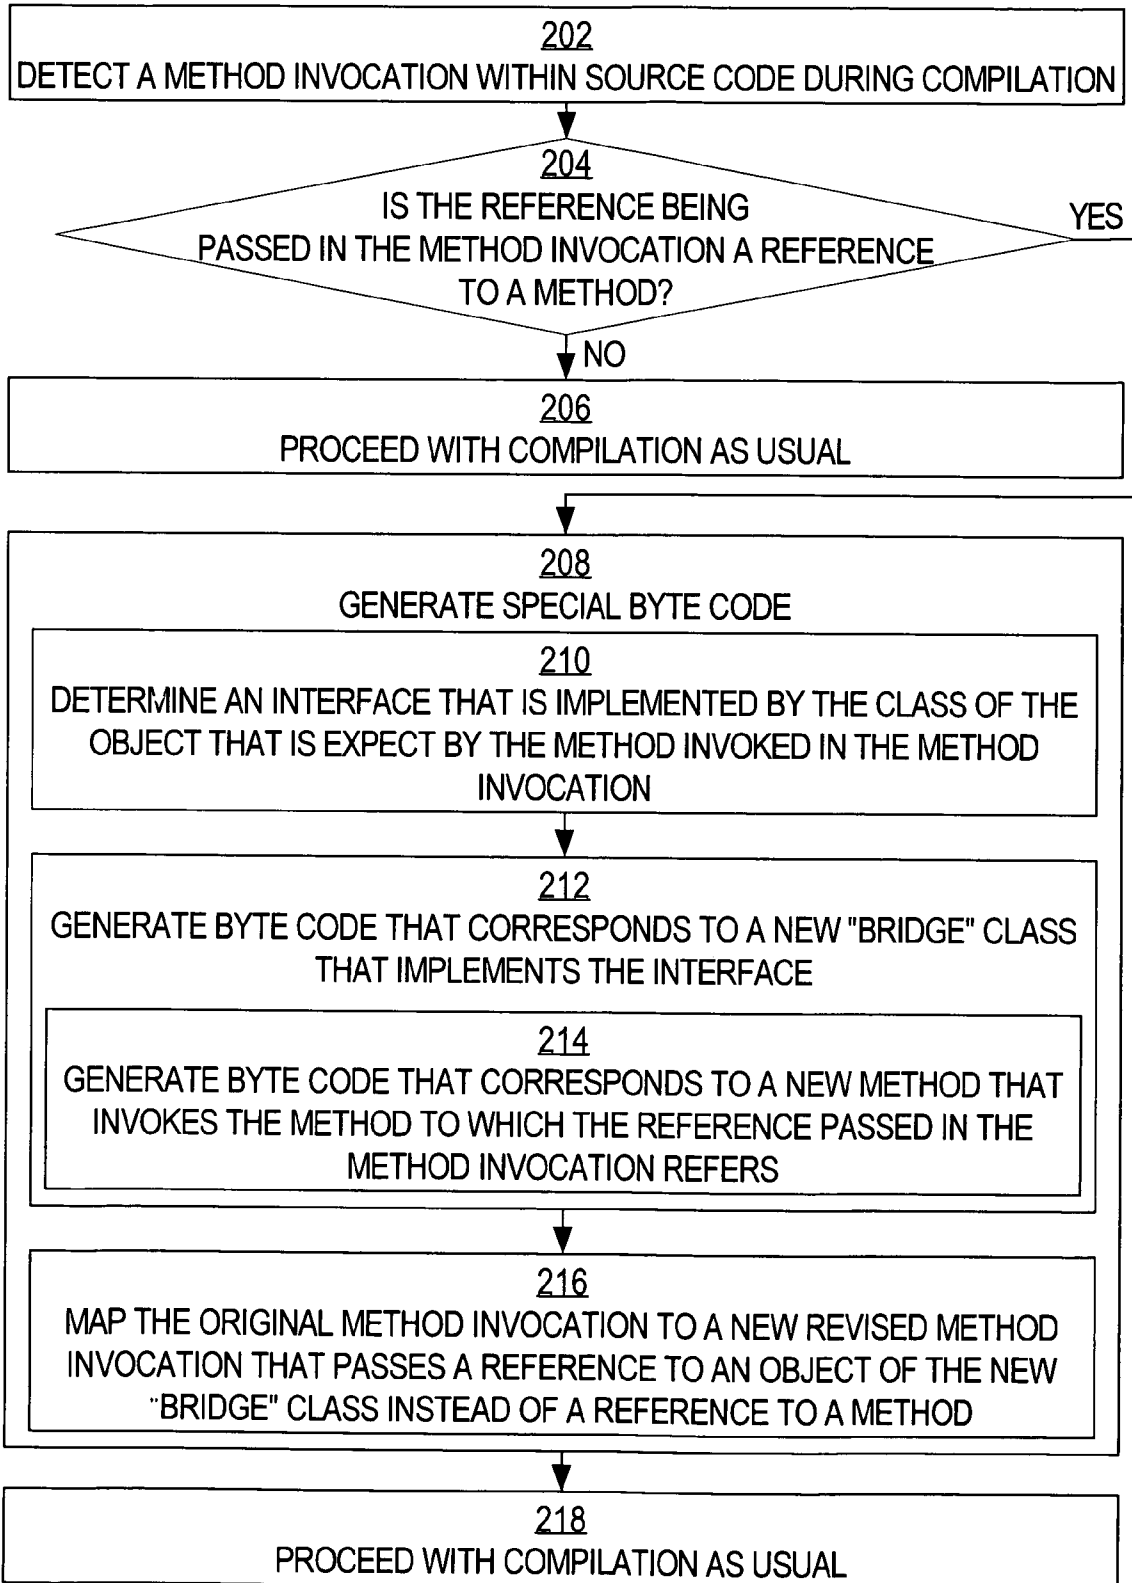 202
DETECT A METHOD INVOCATION WITHIN SOURCE CODE DURING COMPILATION
204
IS THE REFERENCE BEING
PASSED IN THE METHOD INVOCATION A REFERENCE
TO A METHOD?
YES
NO
206
PROCEED WITH COMPILATION AS USUAL
208
GENERATE SPECIAL BYTE CODE
210
DETERMINE AN INTERFACE THAT IS IMPLEMENTED BY THE CLASS OF THE
OBJECT THAT IS EXPECT BY THE METHOD INVOKED IN THE METHOD
INVOCATION
212
GENERATE BYTE CODE THAT CORRESPONDS TO A NEW "BRIDGE" CLASS
THAT IMPLEMENTS THE INTERFACE
214
GENERATE BYTE CODE THAT CORRESPONDS TO A NEW METHOD THAT
INVOKES THE METHOD TO WHICH THE REFERENCE PASSED IN THE
METHOD INVOCATION REFERS
216
MAP THE ORIGINAL METHOD INVOCATION TO A NEW REVISED METHOD
INVOCATION THAT PASSES A REFERENCE TO AN OBJECT OF THE NEW
"BRIDGE" CLASS INSTEAD OF A REFERENCE TO A METHOD
218
PROCEED WITH COMPILATION AS USUAL